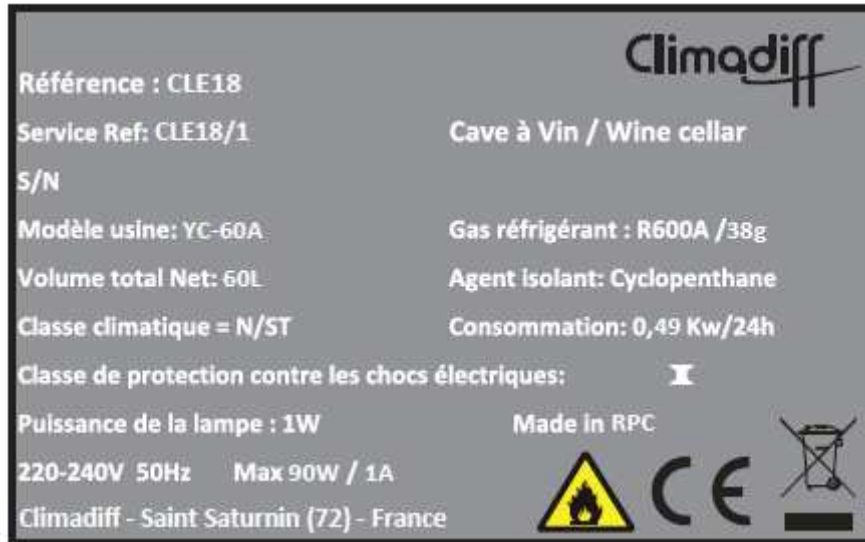 Climadiff
Référence : CLE18
Service Ref: CLE18/1 Cave à Vin / Wine cellar
S/N
Modèle usine: YC-60A Gas réfrigérant : R600A /38g
Volume total Net: 60L Agent isolant: Cyclopenthane
Classe climatique = N/ST Consommation: 0,49 Kw/24h
Classe de protection contre les chocs électriques: I
Puissance de la lampe : 1W Made in RPC
220-240V 50Hz Max 90W / 1A
Climadiff - Saint Saturnin (72) - France
CE